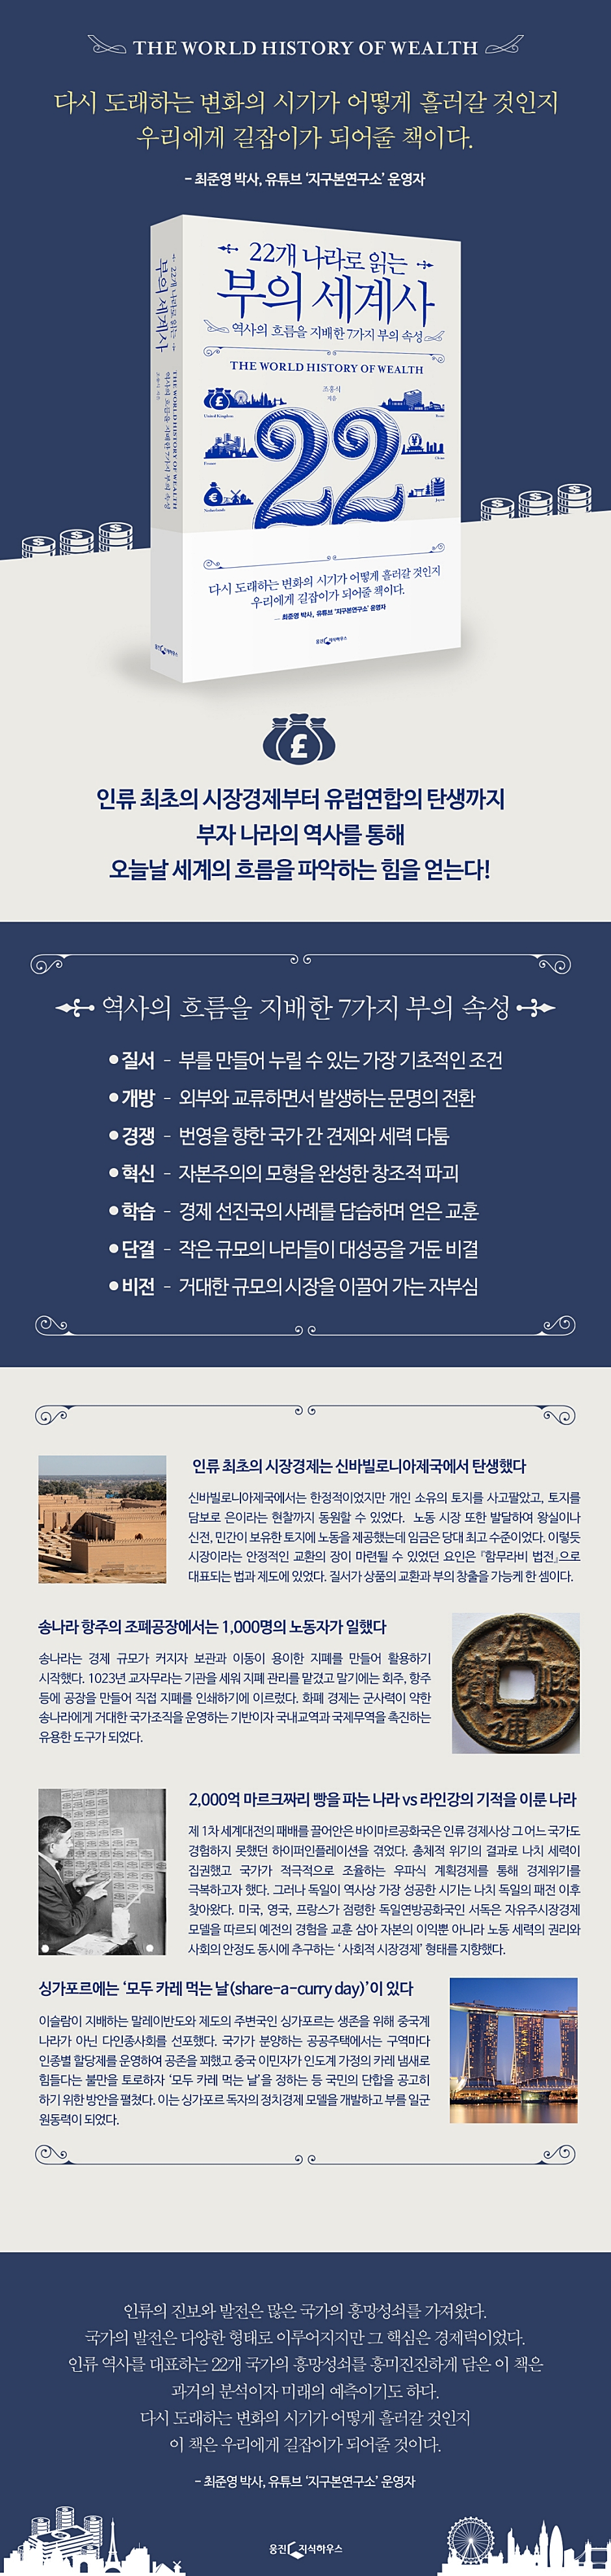 THE WORLD HISTORY OF WEALTH
다시 도래하는 변화의 시기가 어떻게 흘러갈 것인지
우리에게 길잡이가 되어줄 책이다.
- 최준영 박사, 유튜브 ‘지구본연구소’ 운영자
22개 나라로 읽는
부의 세계사
역사의 흐름을 지배한 7가지 부의 속성
THE WORLD HISTORY OF WEALTH
조홍식
지음
22개 나라로 읽는
부의 세계사
THE WORLD HISTORY OF WEALTH
역사의 흐름을 지배한 7가지 부의 속성
조홍식 지음
United Kingdom
France
Netherlands
China
Japan
22
다시 도래하는 변화의 시기가 어떻게 흘러갈 것인지
우리에게 길잡이가 되어줄 책이다.
— 최준영 박사, 유튜브 ‘지구본연구소’ 운영자
웅진 지식하우스
웅진 지식하우스
£
인류 최초의 시장경제부터 유럽연합의 탄생까지
부자 나라의 역사를 통해
오늘날 세계의 흐름을 파악하는 힘을 얻는다!
역사의 흐름을 지배한 7가지 부의 속성
● 질서 - 부를 만들어 누릴 수 있는 가장 기초적인 조건
● 개방 - 외부와 교류하면서 발생하는 문명의 전환
● 경쟁 - 번영을 향한 국가 간 견제와 세력 다툼
● 혁신 - 자본주의의 모형을 완성한 창조적 파괴
● 학습 - 경제 선진국의 사례를 답습하며 얻은 교훈
● 단결 - 작은 규모의 나라들이 대성공을 거둔 비결
● 비전 - 거대한 규모의 시장을 이끌어 가는 자부심
인류 최초의 시장경제는 신바빌로니아제국에서 탄생했다
신바빌로니아제국에서는 한정적이었지만 개인 소유의 토지를 사고팔았고, 토지를
담보로 은이라는 현찰까지 동원할 수 있었다. 노동 시장 또한 발달하여 왕실이나
신전, 민간이 보유한 토지에 노동을 제공했는데 임금은 당대 최고 수준이었다. 이렇듯
시장이라는 안정적인 교환의 장이 마련될 수 있었던 요인은 『함무라비 법전』으로
대표되는 법과 제도에 있었다. 질서가 상품의 교환과 부의 창출을 가능케 한 셈이다.
송나라 항주의 조폐공장에서는 1,000명의 노동자가 일했다
송나라는 경제 규모가 커지자 보관과 이동이 용이한 지폐를 만들어 활용하기
시작했다. 1023년 교자무라는 기관을 세워 지폐 관리를 맡겼고 말기에는 회주, 항주
등에 공장을 만들어 직접 지폐를 인쇄하기에 이르렀다. 화폐 경제는 군사력이 약한
송나라에게 거대한 국가조직을 운영하는 기반이자 국내교역과 국제무역을 촉진하는
유용한 도구가 되었다.
2,000억 마르크짜리 빵을 파는 나라 vs 라인강의 기적을 이룬 나라
제 1차 세계대전의 패배를 끌어안은 바이마르공화국은 인류 경제사상 그 어느 국가도
경험하지 못했던 하이퍼인플레이션을 겪었다. 총체적 위기의 결과로 나치 세력이
집권했고 국가가 적극적으로 조율하는 우파식 계획경제를 통해 경제위기를
극복하고자 했다. 그러나 독일이 역사상 가장 성공한 시기는 나치 독일의 패전 이후
찾아왔다. 미국, 영국, 프랑스가 점령한 독일연방공화국인 서독은 자유주시장경제
모델을 따르되 예전의 경험을 교훈 삼아 자본의 이익뿐 아니라 노동 세력의 권리와
사회의 안정도 동시에 추구하는 ‘ 사회적 시장경제’ 형태를 지향했다.
싱가포르에는 ‘모두 카레 먹는 날(share-a-curry day)’이 있다
이슬람이 지배하는 말레이반도와 제도의 주변국인 싱가포르는 생존을 위해 중국계
나라가 아닌 다인종사회를 선포했다. 국가가 분양하는 공공주택에서는 구역마다
인종별 할당제를 운영하여 공존을 꾀했고 중국 이민자가 인도계 가정의 카레 냄새로
힘들다는 불만을 토로하자 ‘모두 카레 먹는 날’을 정하는 등 국민의 단합을 공고히
하기 위한 방안을 펼쳤다. 이는 싱가포르 독자의 정치경제 모델을 개발하고 부를 일군
원동력이 되었다.
인류의 진보와 발전은 많은 국가의 흥망성쇠를 가져왔다.
국가의 발전은 다양한 형태로 이루어지지만 그 핵심은 경제력이었다.
인류 역사를 대표하는 22개 국가의 흥망성쇠를 흥미진진하게 담은 이 책은
과거의 분석이자 미래의 예측이기도 하다.
다시 도래하는 변화의 시기가 어떻게 흘러갈 것인지
이 책은 우리에게 길잡이가 되어줄 것이다.
- 최준영 박사, 유튜브 ‘지구본연구소’ 운영자
웅진 지식하우스